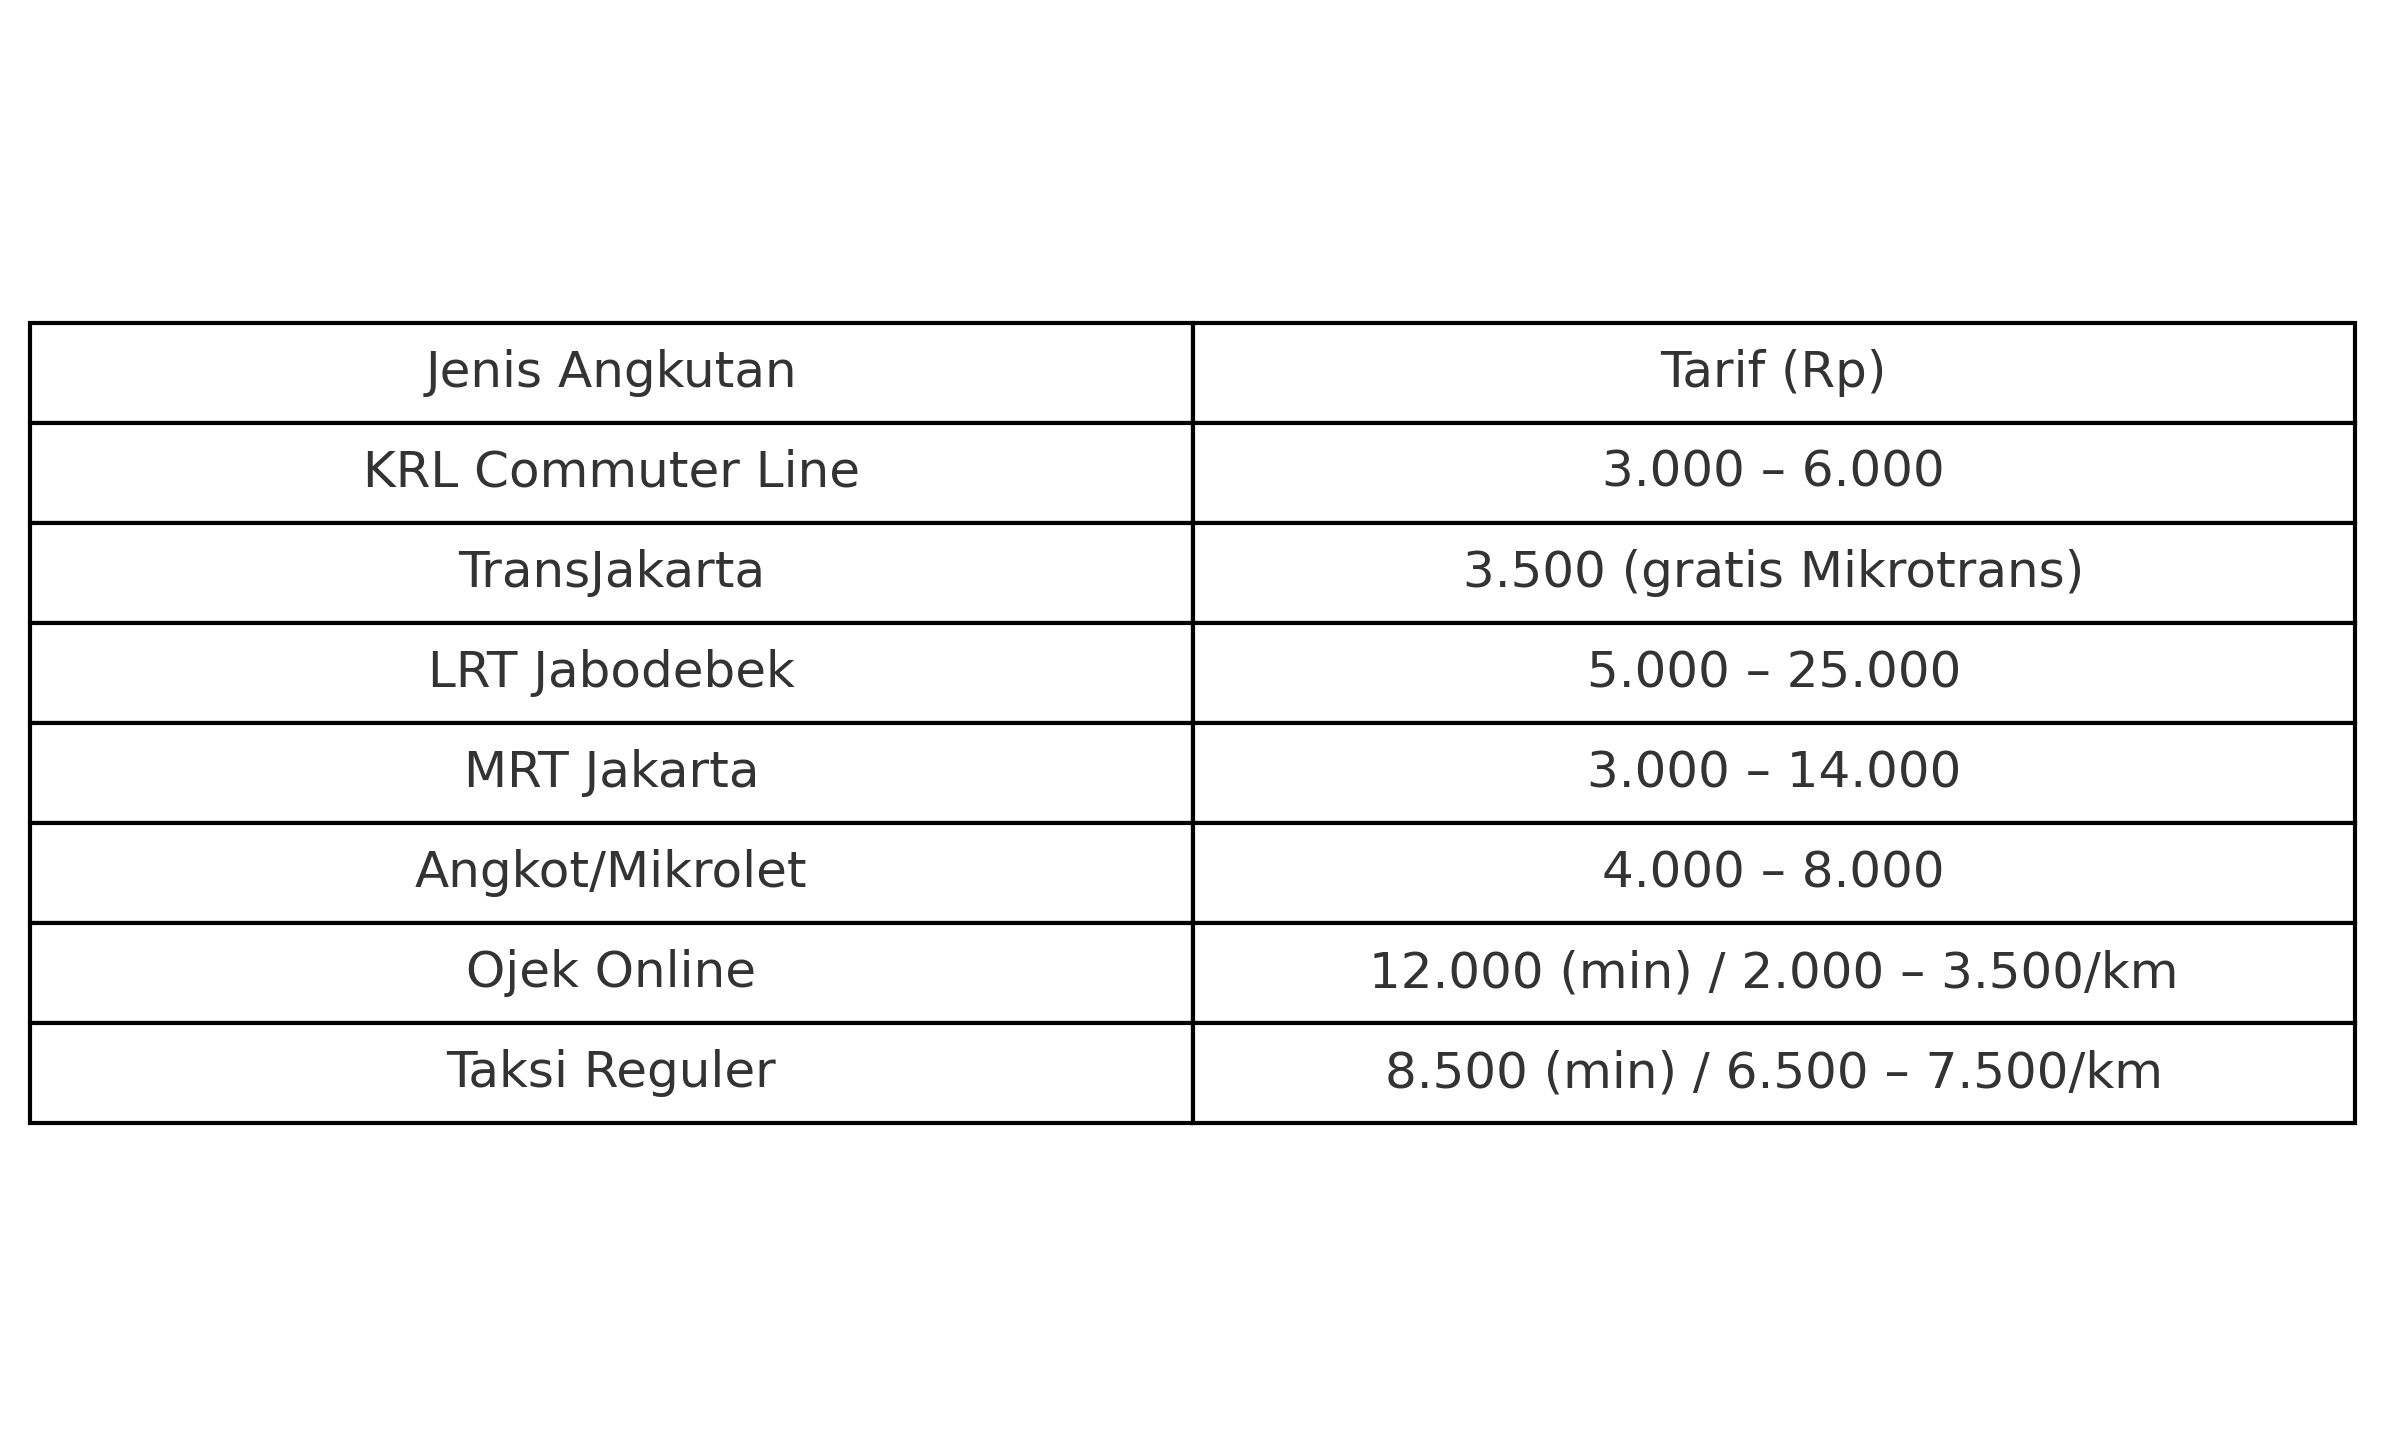 Jenis Angkutan Tarif (Rp)
KRL Commuter Line 3.000 – 6.000
TransJakarta 3.500 (gratis Mikrotrans)
LRT Jabodebek 5.000 – 25.000
MRT Jakarta 3.000 – 14.000
Angkot/Mikrolet 4.000 – 8.000
Ojek Online 12.000 (min) / 2.000 – 3.500/km
Taksi Reguler 8.500 (min) / 6.500 – 7.500/km